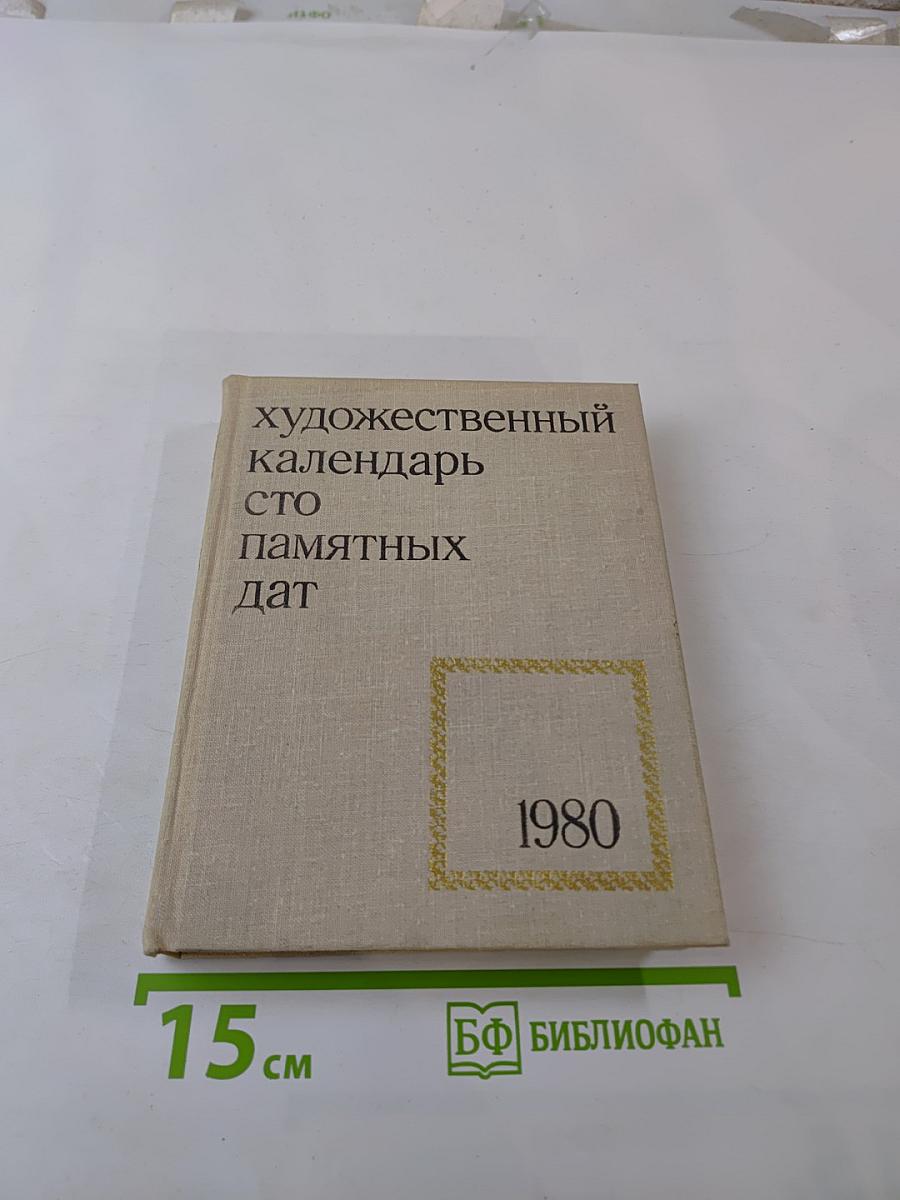 художественный
календарь
сто
памятных
дат
1980
15 см
БФ БИБЛИОФАН